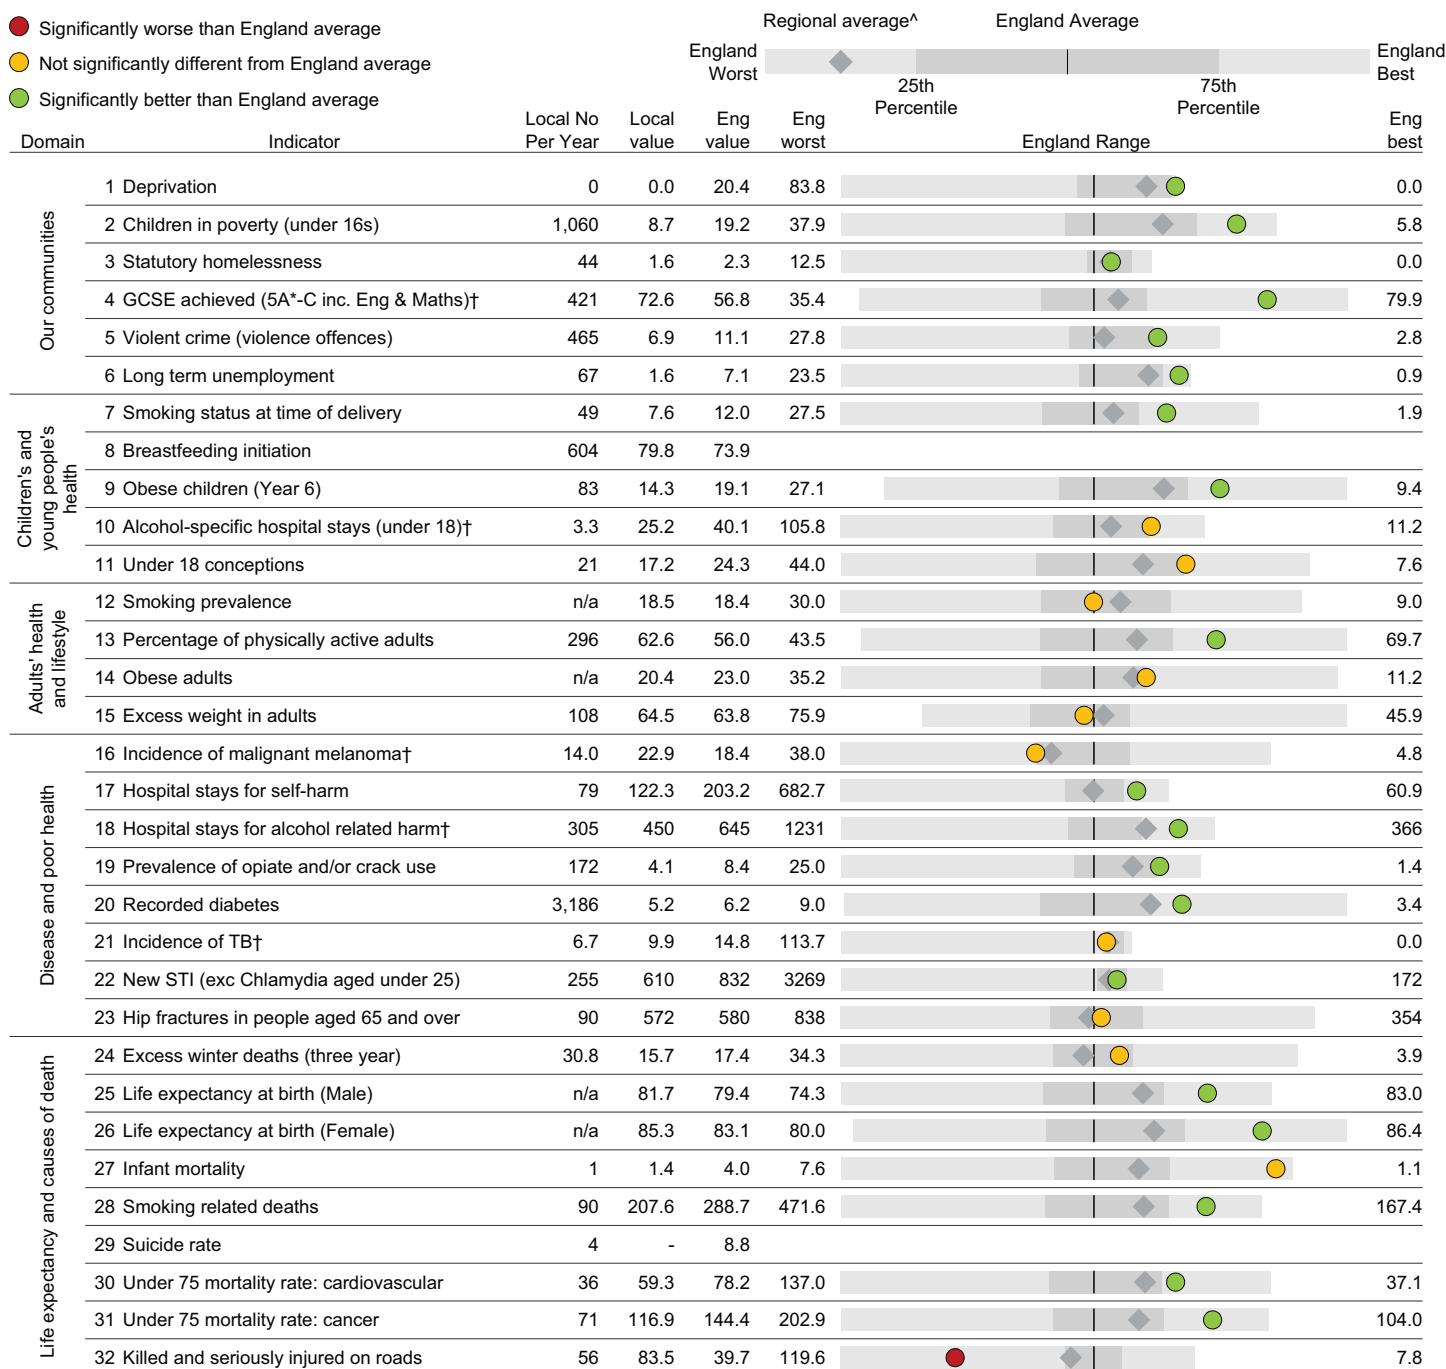 Significantly worse than England average
Not significantly different from England average
Significantly better than England average
Regional average^ England Average
England Worst England Best
25th Percentile 75th Percentile
Domain Indicator Local No Per Year Local value Eng value Eng worst England Range Eng best
Our communities
1 Deprivation 0 0.0 20.4 83.8 0.0
2 Children in poverty (under 16s) 1,060 8.7 19.2 37.9 5.8
3 Statutory homelessness 44 1.6 2.3 12.5 0.0
4 GCSE achieved (5A*-C inc. Eng & Maths)† 421 72.6 56.8 35.4 79.9
5 Violent crime (violence offences) 465 6.9 11.1 27.8 2.8
6 Long term unemployment 67 1.6 7.1 23.5 0.9
Children's and young people's health
7 Smoking status at time of delivery 49 7.6 12.0 27.5 1.9
8 Breastfeeding initiation 604 79.8 73.9
9 Obese children (Year 6) 83 14.3 19.1 27.1 9.4
10 Alcohol-specific hospital stays (under 18)† 3.3 25.2 40.1 105.8 11.2
11 Under 18 conceptions 21 17.2 24.3 44.0 7.6
Adults' health and lifestyle
12 Smoking prevalence n/a 18.5 18.4 30.0 9.0
13 Percentage of physically active adults 296 62.6 56.0 43.5 69.7
14 Obese adults n/a 20.4 23.0 35.2 11.2
15 Excess weight in adults 108 64.5 63.8 75.9 45.9
Disease and poor health
16 Incidence of malignant melanoma† 14.0 22.9 18.4 38.0 4.8
17 Hospital stays for self-harm 79 122.3 203.2 682.7 60.9
18 Hospital stays for alcohol related harm† 305 450 645 1231 366
19 Prevalence of opiate and/or crack use 172 4.1 8.4 25.0 1.4
20 Recorded diabetes 3,186 5.2 6.2 9.0 3.4
21 Incidence of TB† 6.7 9.9 14.8 113.7 0.0
22 New STI (exc Chlamydia aged under 25) 255 610 832 3269 172
23 Hip fractures in people aged 65 and over 90 572 580 838 354
Life expectancy and causes of death
24 Excess winter deaths (three year) 30.8 15.7 17.4 34.3 3.9
25 Life expectancy at birth (Male) n/a 81.7 79.4 74.3 83.0
26 Life expectancy at birth (Female) n/a 85.3 83.1 80.0 86.4
27 Infant mortality 1 1.4 4.0 7.6 1.1
28 Smoking related deaths 90 207.6 288.7 471.6 167.4
29 Suicide rate 4 - 8.8
30 Under 75 mortality rate: cardiovascular 36 59.3 78.2 137.0 37.1
31 Under 75 mortality rate: cancer 71 116.9 144.4 202.9 104.0
32 Killed and seriously injured on roads 56 83.5 39.7 119.6 7.8